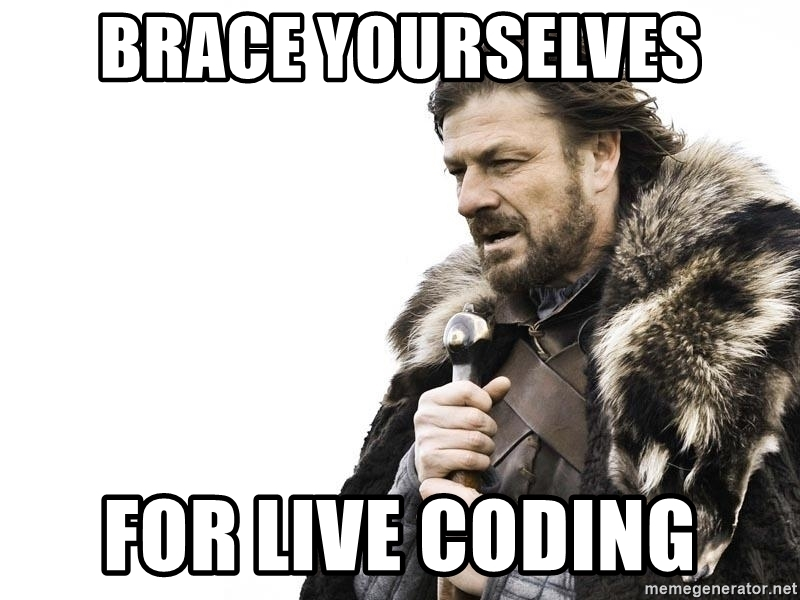 BRACE YOURSELVES
FOR LIVE CODING
memegenerator.net